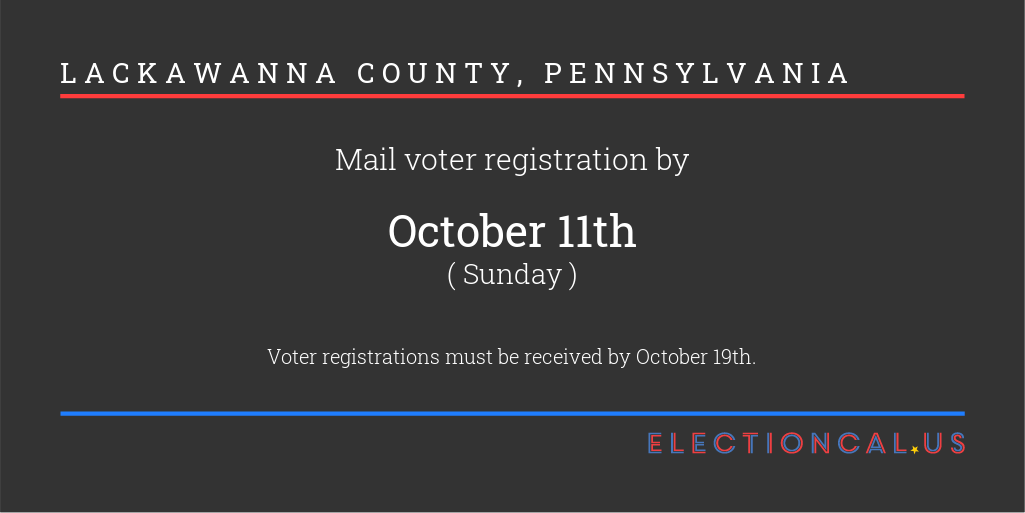 LACKAWANNA COUNTY, PENNSYLVANIA
Mail voter registration by
October 11th
( Sunday )
Voter registrations must be received by October 19th.
ELECTIONCAL.US